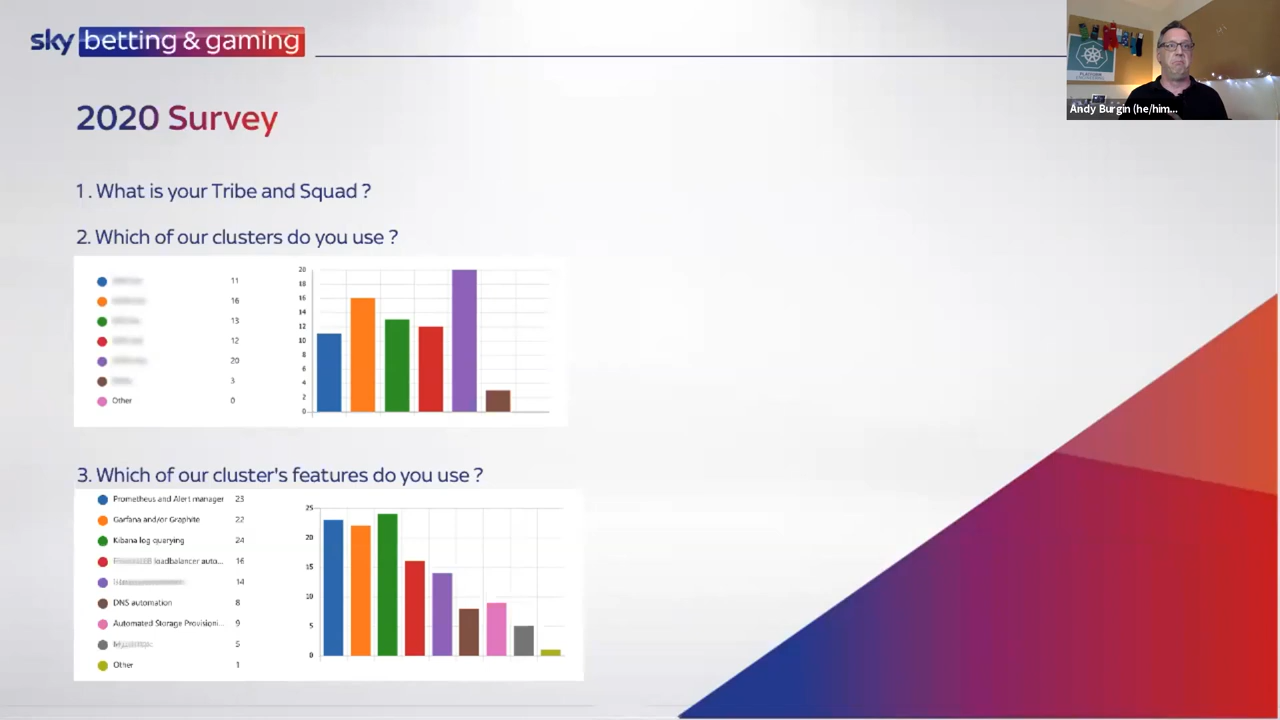 sky betting & gaming
Andy Burgin (he/him...
PLATFORM
ENGINEERING
2020 Survey
1. What is your Tribe and Squad ?
2. Which of our clusters do you use ?
11
16
13
12
20
3
Other 0
20
18
16
14
12
10
8
6
4
2
0
3. Which of our cluster's features do you use ?
Prometheus and Alert manager 23
Garfana and/or Graphite 22
Kibana log querying 24
loadbalancer auto... 16
14
DNS automation 8
Automated Storage Provisioni... 9
5
Other 1
25
20
15
10
5
0